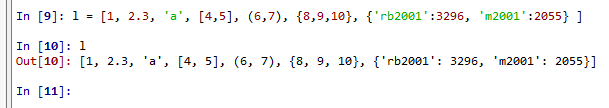 In [9]: l = [1, 2.3, 'a', [4,5], (6,7), {8,9,10}, {'rb2001':3296, 'm2001':2055} ]
In [10]: l
Out[10]: [1, 2.3, 'a', [4, 5], (6, 7), {8, 9, 10}, {'rb2001': 3296, 'm2001': 2055}]
In [11]: